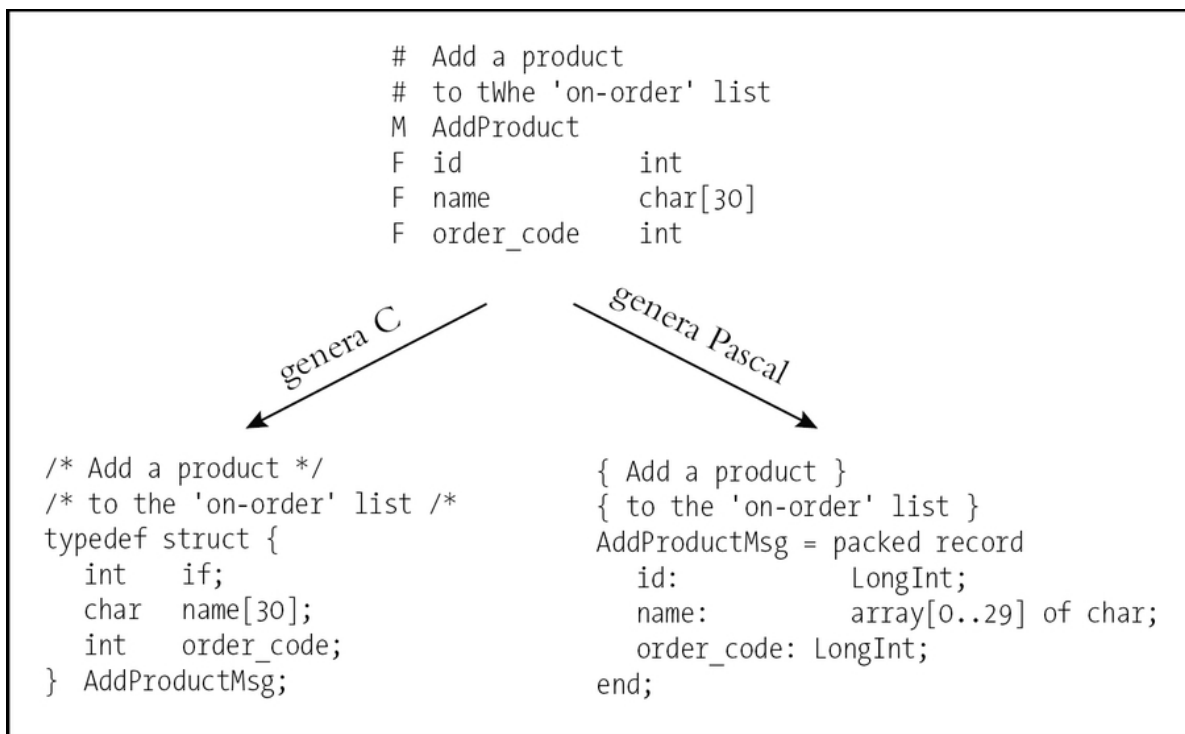 # Add a product
# to tWhe 'on-order' list
M AddProduct
F id int
F name char[30]
F order_code int
genera C
genera Pascal
/* Add a product */
/* to the 'on-order' list /*
typedef struct {
int if;
char name[30];
int order_code;
} AddProductMsg;
{ Add a product }
{ to the 'on-order' list }
AddProductMsg = packed record
id: LongInt;
name: array[0..29] of char;
order_code: LongInt;
end;